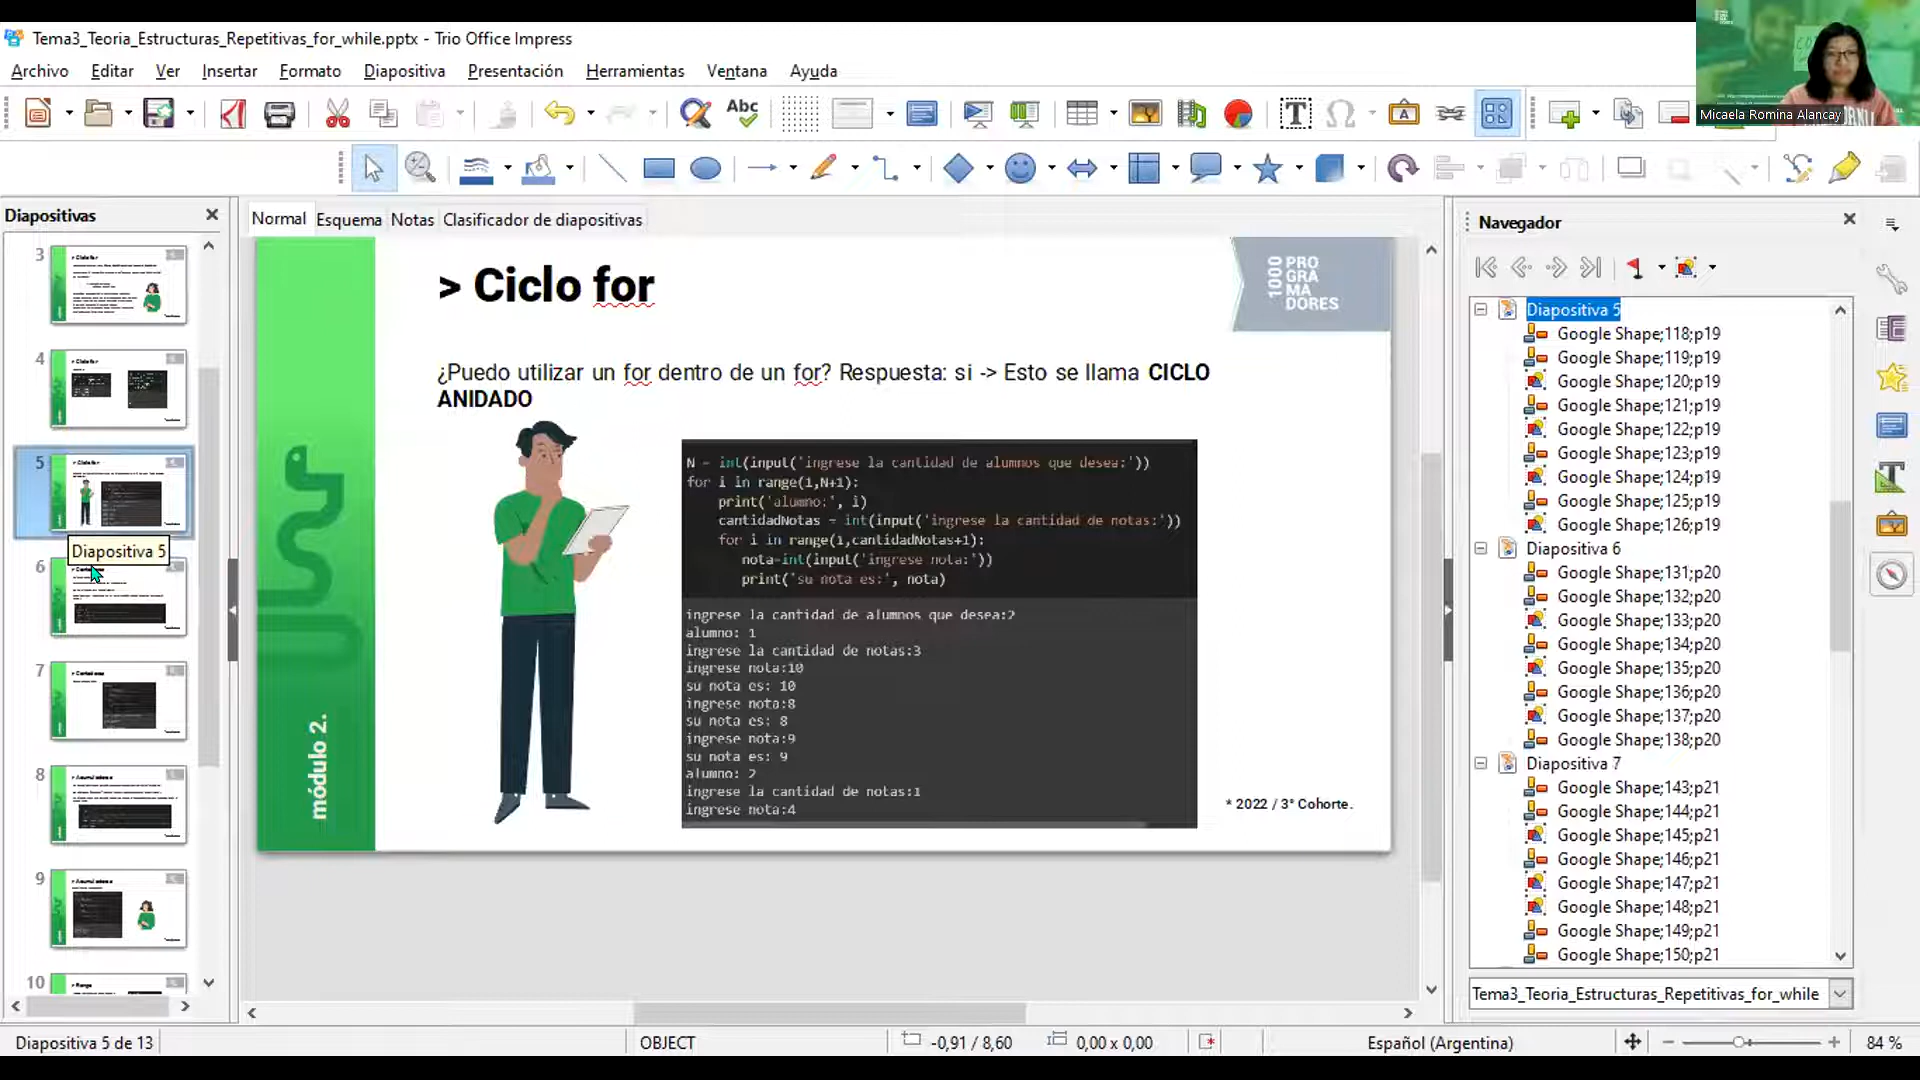 Tema3_Teoria_Estructuras_Repetitivas_for_while.pptx - Trio Office Impress
Archivo Editar Ver Insertar Formato Diapositiva Presentación Herramientas Ventana Ayuda
Abc
Micaela Romina Alancay
Diapositivas
Normal Esquema Notas Clasificador de diapositivas
3
4
5
Diapositiva 5
6
7
8
9
10
> Ciclo for
1000
PRO
GRA
MA
DORES
¿Puedo utilizar un for dentro de un for? Respuesta: si -> Esto se llama CICLO
ANIDADO
N = int(input('ingrese la cantidad de alumnos que desea:'))
for i in range(1,N+1):
print('alumno:', i)
cantidadNotas = int(input('ingrese la cantidad de notas:'))
for i in range(1,cantidadNotas+1):
nota=int(input('ingrese nota:'))
print('su nota es:', nota)
ingrese la cantidad de alumnos que desea:2
alumno: 1
ingrese la cantidad de notas:3
ingrese nota:10
su nota es: 10
ingrese nota:8
su nota es: 8
ingrese nota:9
su nota es: 9
alumno: 2
ingrese la cantidad de notas:1
ingrese nota:4
módulo 2.
* 2022 / 3° Cohorte.
Navegador
Diapositiva 5
Google Shape;118;p19
Google Shape;119;p19
Google Shape;120;p19
Google Shape;121;p19
Google Shape;122;p19
Google Shape;123;p19
Google Shape;124;p19
Google Shape;125;p19
Google Shape;126;p19
Diapositiva 6
Google Shape;131;p20
Google Shape;132;p20
Google Shape;133;p20
Google Shape;134;p20
Google Shape;135;p20
Google Shape;136;p20
Google Shape;137;p20
Google Shape;138;p20
Diapositiva 7
Google Shape;143;p21
Google Shape;144;p21
Google Shape;145;p21
Google Shape;146;p21
Google Shape;147;p21
Google Shape;148;p21
Google Shape;149;p21
Google Shape;150;p21
Tema3_Teoria_Estructuras_Repetitivas_for_while
Diapositiva 5 de 13
OBJECT
-0,91 / 8,60
0,00 x 0,00
Español (Argentina)
84 %